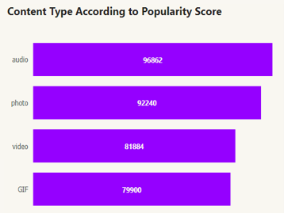 Content Type According to Popularity Score
audio 96862
photo 92240
video 81884
GIF 79900